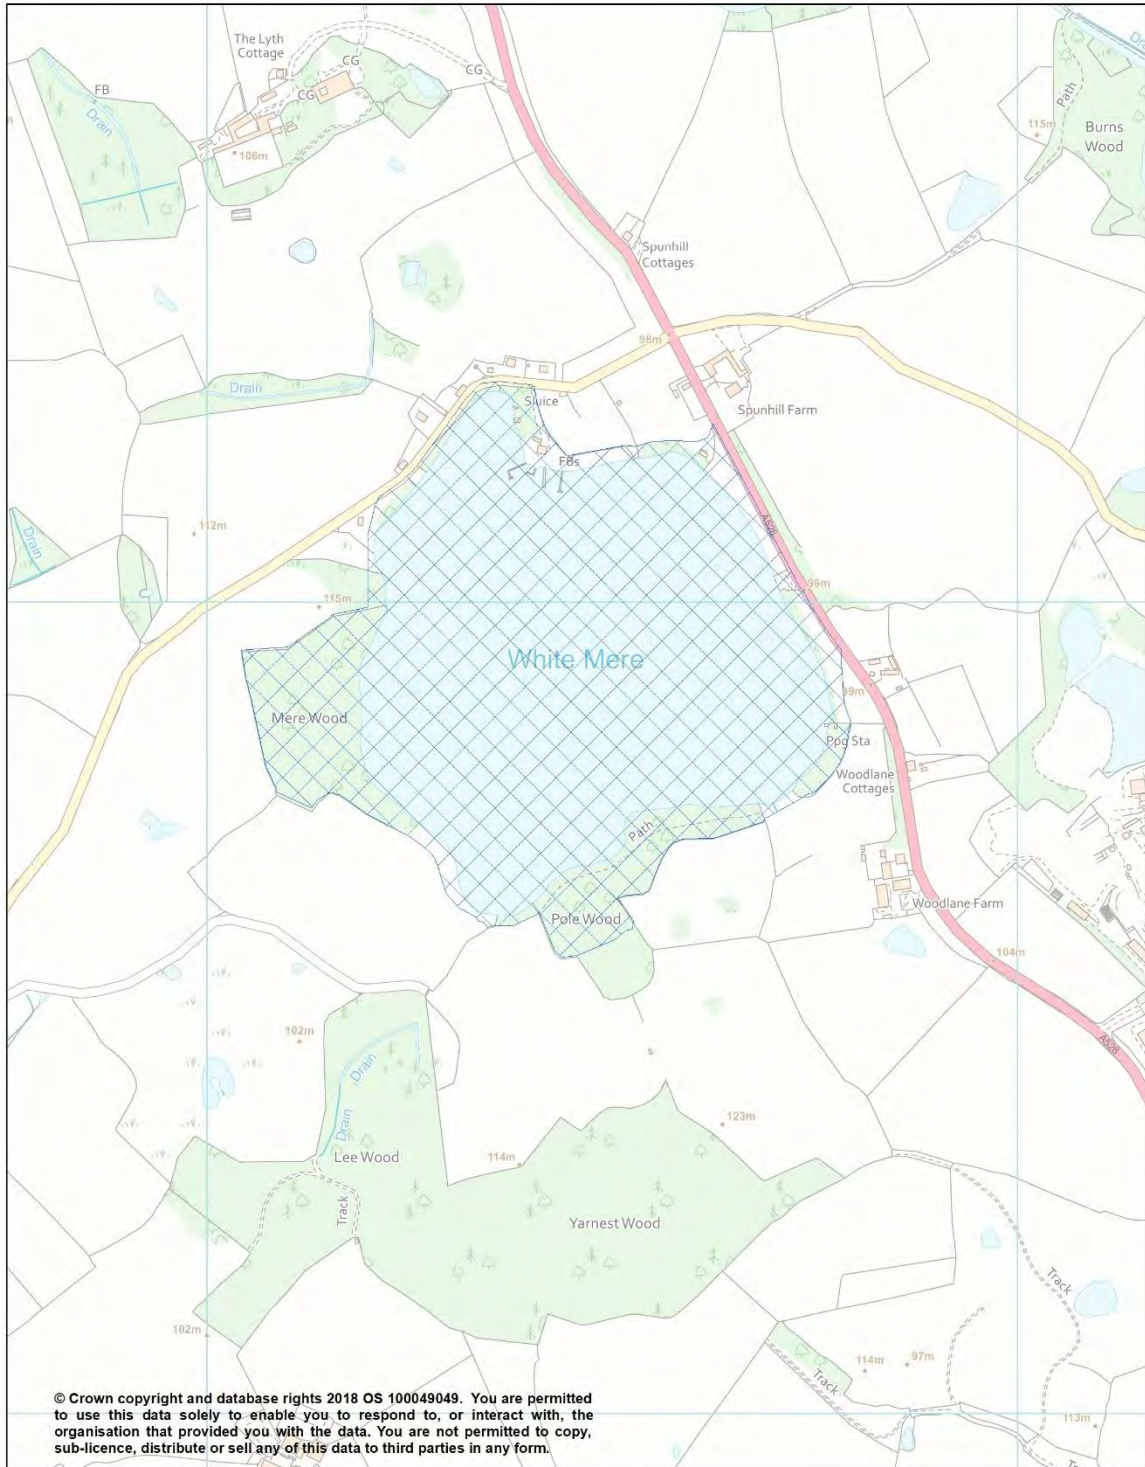 The Lyth
Cottage
CG
CG
CG
FB
Drain
106m
Dr
Path
115m
Burns
Wood
Spunhill
Cottages
98m
Drain
Sluice
Spunhill Farm
FBs
A528
112m
Drain
98m
115m
White Mere
99m
Mere Wood
Ppg Sta
Woodlane
Cottages
Path
Woodlane Farm
Pole Wood
104m
A528
102m
Drain
Drain
123m
Lee Wood
114m
Track
Yarnest Wood
Track
102m
114m
97m
Track
113m
Track
© Crown copyright and database rights 2018 OS 100049049. You are permitted
to use this data solely to enable you to respond to, or interact with, the
organisation that provided you with the data. You are not permitted to copy,
sub-licence, distribute or sell any of this data to third parties in any form.